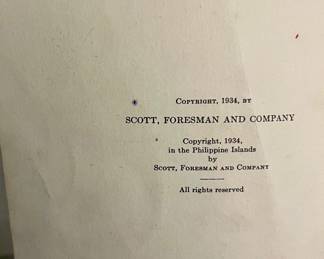 Copyright, 1934, by
SCOTT, FORESMAN AND COMPANY
Copyright, 1934,
in the Philippine Islands
by
Scott, Foresman and Company
All rights reserved